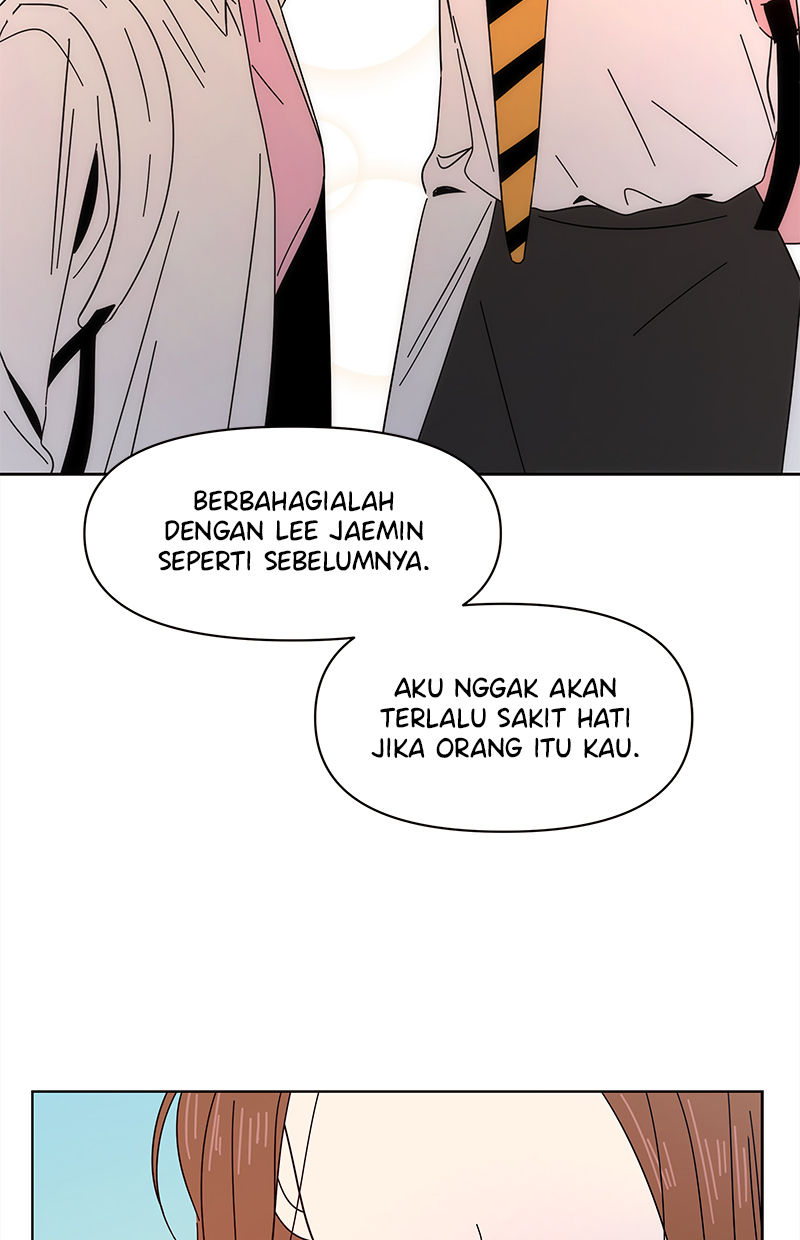 BERBAHAGIALAH
DENGAN LEE JAEMIN
SEPERTI SEBELUMNYA.
AKU NGGAK AKAN
TERLALU SAKIT HATI
JIKA ORANG ITU KAU.